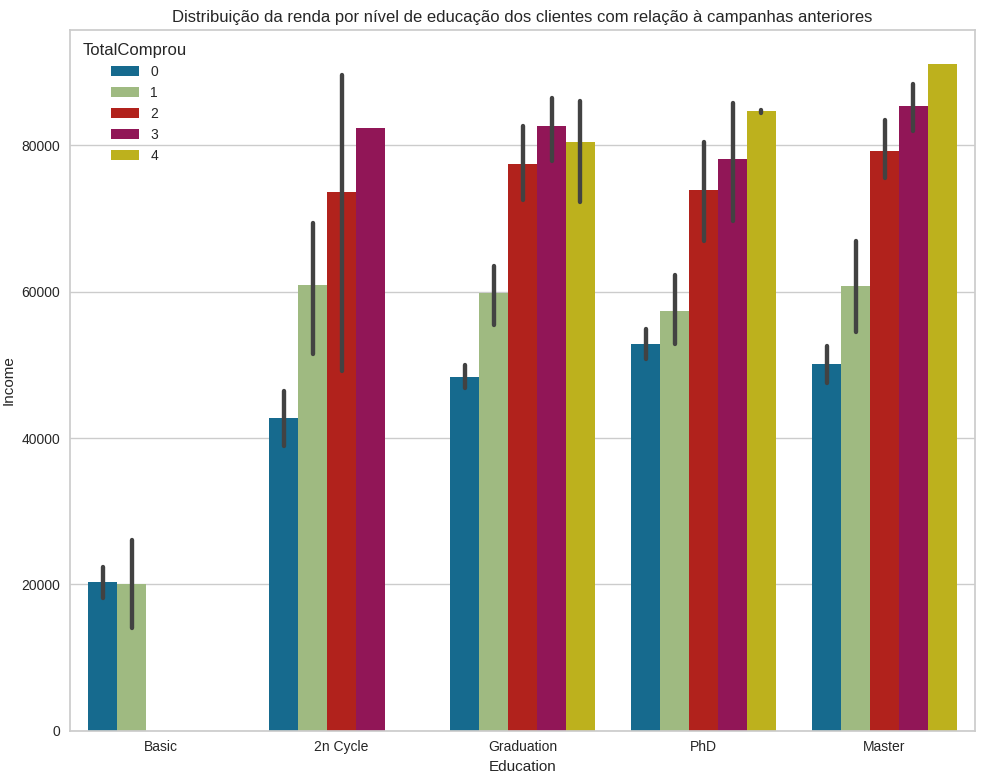 Distribuição da renda por nível de educação dos clientes com relação à campanhas anteriores
TotalComprou
0
1
2
3
4
80000
60000
40000
20000
0
Income
Basic
2n Cycle
Graduation
PhD
Master
Education